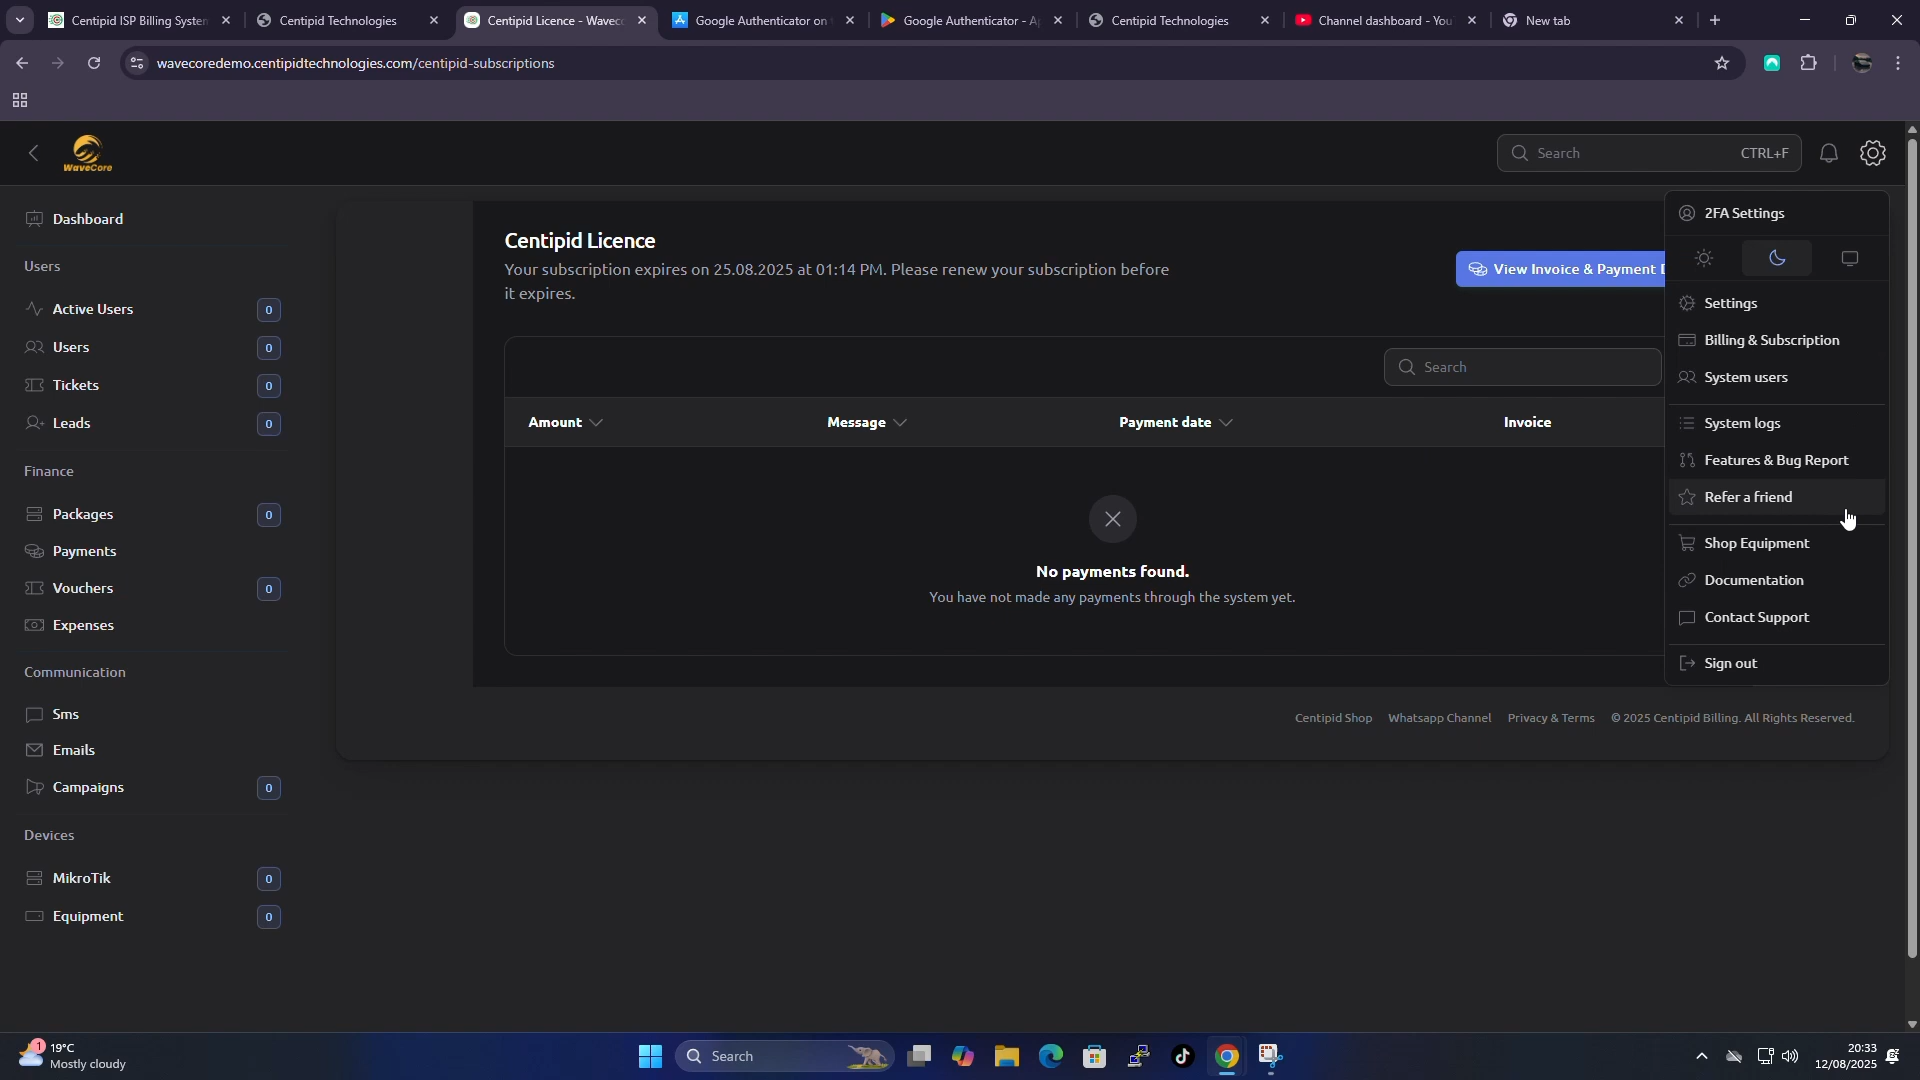 Centipid ISP Billing System
Centipid Technologies
Centipid Licence - Waveco
Google Authenticator on
Google Authenticator - A
Centipid Technologies
Channel dashboard - You
New tab
wavecoredemo.centipidtechnologies.com/centipid-subscriptions
WaveCore
Search CTRL+F
Dashboard
Users
Active Users 0
Users 0
Tickets 0
Leads 0
Finance
Packages 0
Payments
Vouchers 0
Expenses
Communication
Sms
Emails
Campaigns 0
Devices
MikroTik 0
Equipment 0
Centipid Licence
Your subscription expires on 25.08.2025 at 01:14 PM. Please renew your subscription before
it expires.
View Invoice & Payment
Search
Amount Message Payment date Invoice
No payments found.
You have not made any payments through the system yet.
Centipid Shop Whatsapp Channel Privacy & Terms © 2025 Centipid Billing. All Rights Reserved.
2FA Settings
Settings
Billing & Subscription
System users
System logs
Features & Bug Report
Refer a friend
Shop Equipment
Documentation
Contact Support
Sign out
1
19°C
Mostly cloudy
Search
20:33
12/08/2025